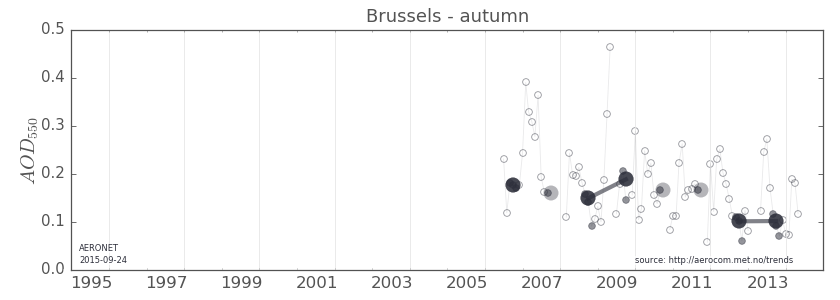 Brussels - autumn
0.5
0.4
0.3
0.2
0.1
0.0
AOD550
AERONET
2015-09-24
source: http://aerocom.met.no/trends
1995 1997 1999 2001 2003 2005 2007 2009 2011 2013